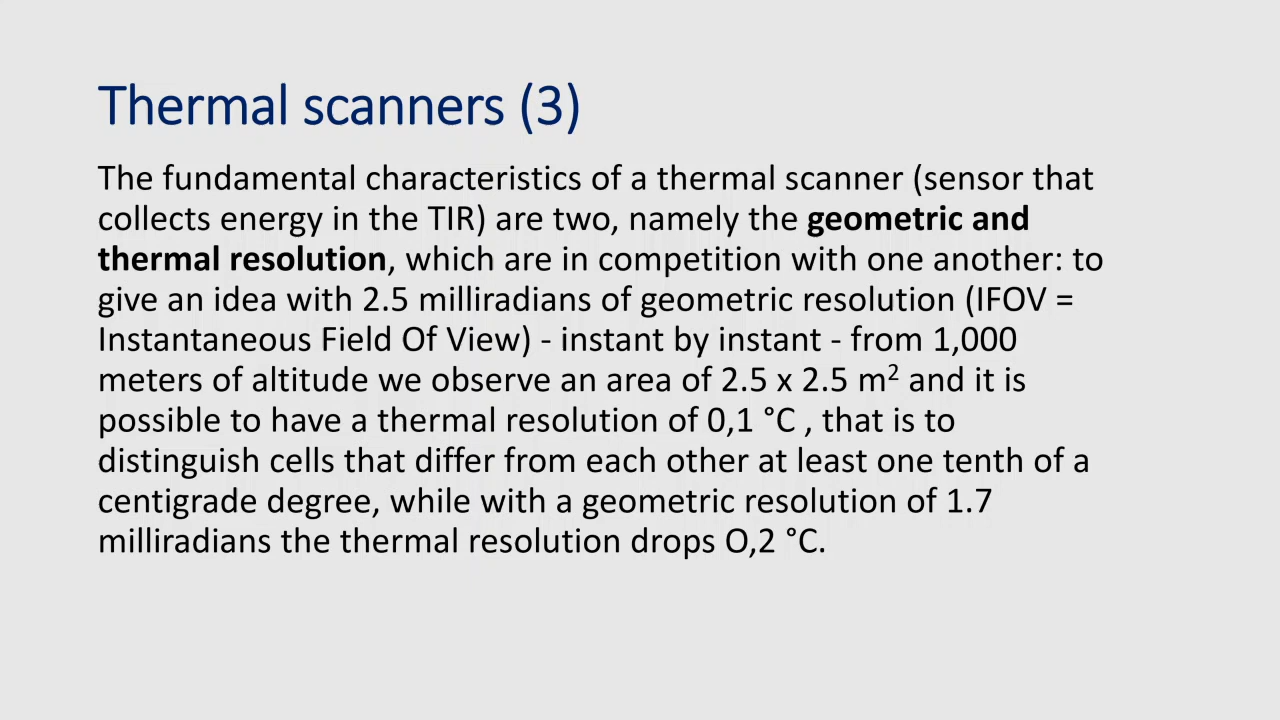 Thermal scanners (3)
The fundamental characteristics of a thermal scanner (sensor that
collects energy in the TIR) are two, namely the geometric and
thermal resolution, which are in competition with one another: to
give an idea with 2.5 milliradians of geometric resolution (IFOV =
Instantaneous Field Of View) - instant by instant - from 1,000
meters of altitude we observe an area of 2.5 x 2.5 m² and it is
possible to have a thermal resolution of 0,1 °C , that is to
distinguish cells that differ from each other at least one tenth of a
centigrade degree, while with a geometric resolution of 1.7
milliradians the thermal resolution drops O,2 °C.